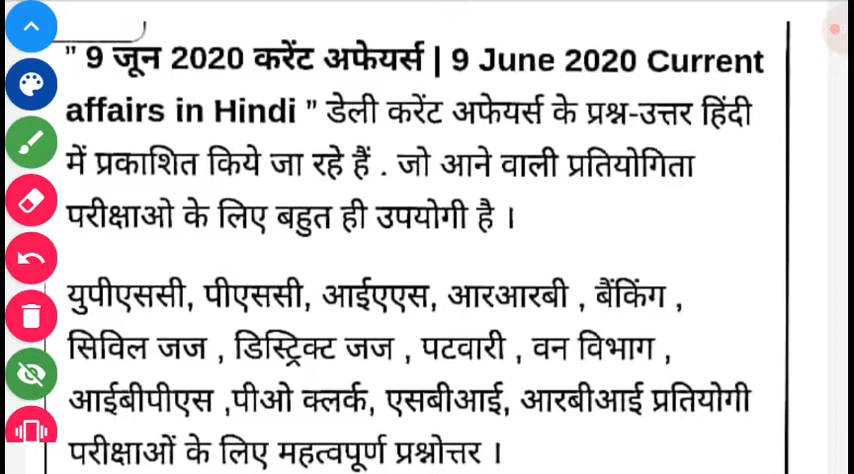 " 9 जून 2020 करेंट अफेयर्स | 9 June 2020 Current
affairs in Hindi " डेली करेंट अफेयर्स के प्रश्न-उत्तर हिंदी
में प्रकाशित किये जा रहे हैं . जो आने वाली प्रतियोगिता
परीक्षाओ के लिए बहुत ही उपयोगी है ।
युपीएससी, पीएससी, आईएएस, आरआरबी , बैंकिंग ,
सिविल जज , डिस्ट्रिक्ट जज , पटवारी , वन विभाग ,
आईबीपीएस ,पीओ क्लर्क, एसबीआई, आरबीआई प्रतियोगी
परीक्षाओं के लिए महत्वपूर्ण प्रश्नोत्तर ।